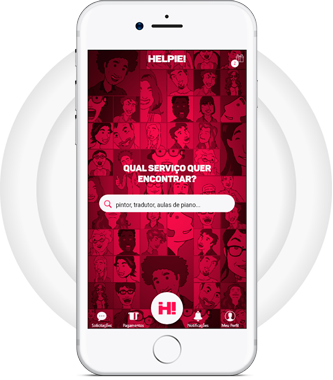 HELPIE!
QUAL SERVIÇO QUER
ENCONTRAR?
pintor, tradutor, aulas de piano...
H!
Solicitações Pagamentos Notificações Meu Perfil